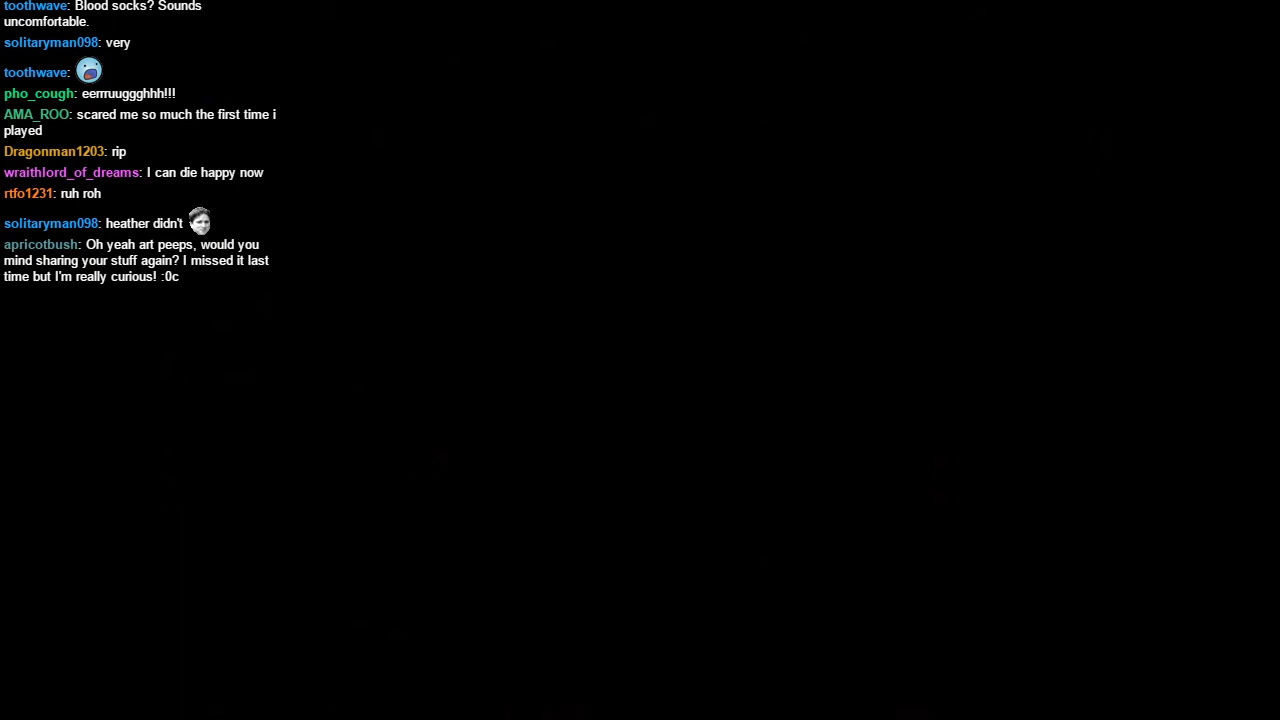 toothwave: Blood socks? Sounds
uncomfortable.
solitaryman098: very
toothwave:
pho_cough: eerrruuggghhh!!!
AMA_ROO: scared me so much the first time i
played
Dragonman1203: rip
wraithlord_of_dreams: I can die happy now
rtfo1231: ruh roh
solitaryman098: heather didn't
apricotbush: Oh yeah art peeps, would you
mind sharing your stuff again? I missed it last
time but I'm really curious! :0c